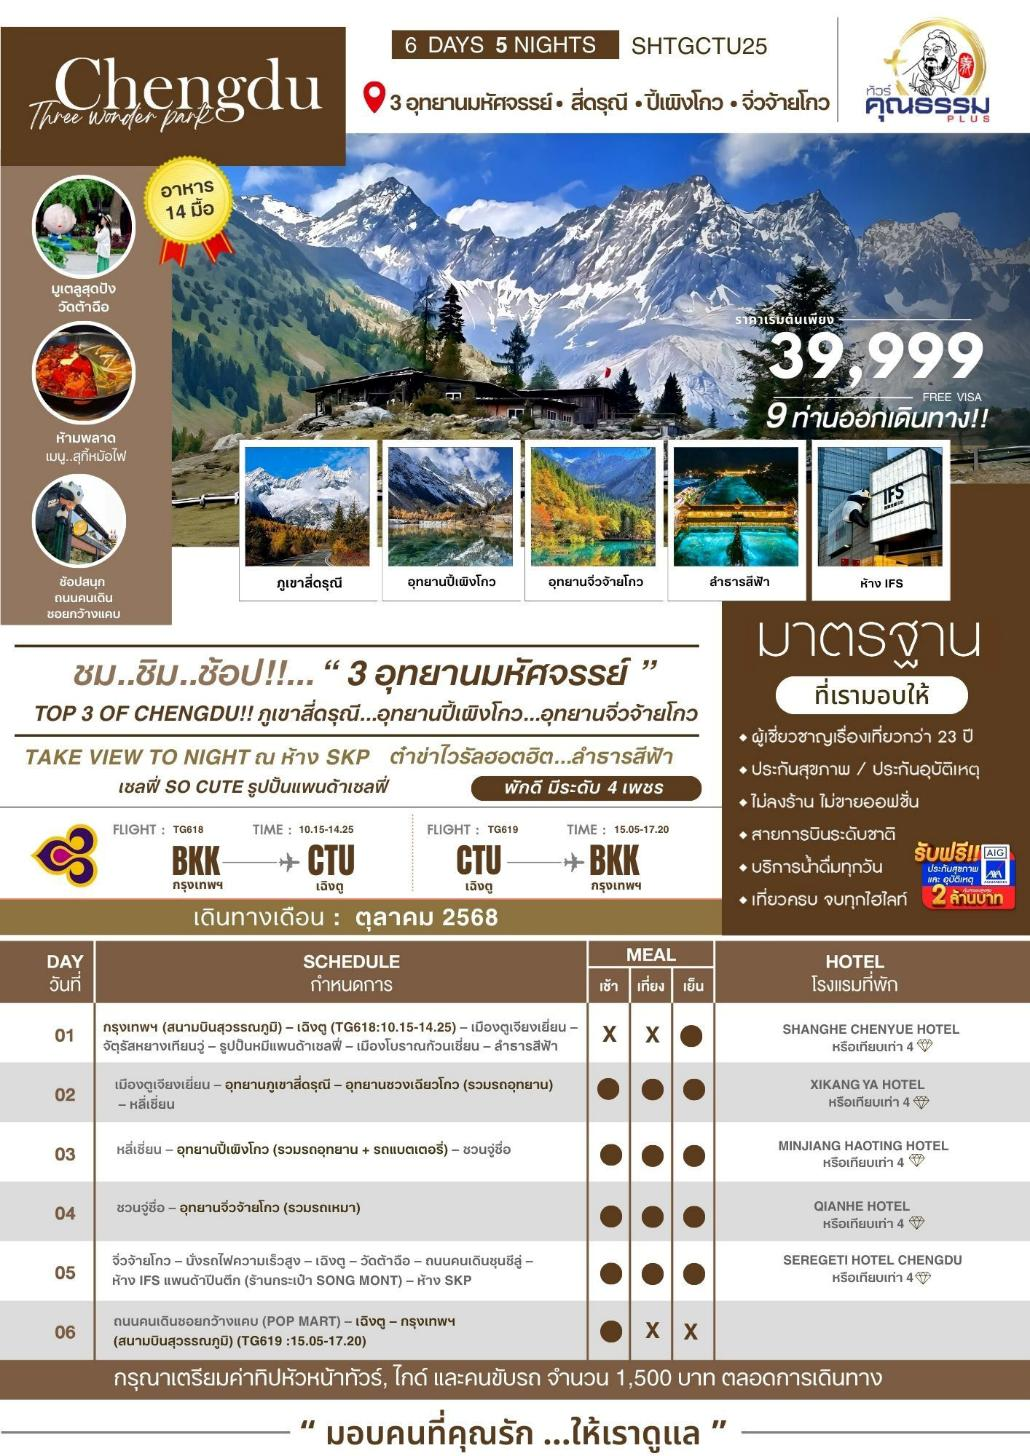 Chengdu
Three Wonder park
6 DAYS 5 NIGHTS SHTGCTU25
3 อุทยานมหัศจรรย์ • สี่ดรุณี • ปี้เผิงโกว • จิ่วจ้ายโกว
ทัวร์
คุณธรรม
PLUS
อาหาร
14 มื้อ
มูเตลูสุดปัง
วัดต้าฉือ
ห้ามพลาด
เมนู..สุกี้หม้อไฟ
ช้อปสนุก
ถนนคนเดิน
ซอยกว้างแคบ
ราคาเริ่มต้นเพียง
39,999
FREE VISA
9 ท่านออกเดินทาง!!
IFS
ภูเขาสี่ดรุณี
อุทยานปี้เผิงโกว
อุทยานจิ่วจ้ายโกว
ลำธารสีฟ้า
ห้าง IFS
ชม..ชิม..ช้อป!!... “ 3 อุทยานมหัศจรรย์ ”
TOP 3 OF CHENGDU!! ภูเขาสี่ดรุณี...อุทยานปี้เผิงโกว...อุทยานจิ่วจ้ายโกว
TAKE VIEW TO NIGHT ณ ห้าง SKP ต๋าข่าไวรัลฮอตฮิต...ลำธารสีฟ้า
เซลฟี่ SO CUTE รูปปั้นแพนด้าเซลฟี่ พักดี มีระดับ 4 เพชร
มาตรฐาน
ที่เรามอบให้
◆ ผู้เชี่ยวชาญเรื่องเที่ยวกว่า 23 ปี
◆ ประกันสุขภาพ / ประกันอุบัติเหตุ
◆ ไม่ลงร้าน ไม่ขายออฟชั่น
◆ สายการบินระดับชาติ
◆ บริการน้ำดื่มทุกวัน
◆ เที่ยวครบ จบทุกไฮไลท์
รับฟรี!! AIG
ประกันสุขภาพ
และ อุบัติเหตุ
AXA
2 ล้านบาท
FLIGHT : TG618 TIME : 10.15-14.25
BKK CTU
กรุงเทพฯ เฉิงตู
FLIGHT : TG619 TIME : 15.05-17.20
CTU BKK
เฉิงตู กรุงเทพฯ
เดินทางเดือน : ตุลาคม 2568
DAY SCHEDULE MEAL HOTEL
วันที่ กำหนดการ เช้า เที่ยง เย็น โรงแรมที่พัก
01 กรุงเทพฯ (สนามบินสุวรรณภูมิ) – เฉิงตู (TG618:10.15-14.25) – เมืองตูเจียงเยี่ยน – X X ● SHANGHE CHENYUE HOTEL
จัตุรัสหยางเทียนวู่ – รูปปั้นหมีแพนด้าเซลฟี่ – เมืองโบราณก้วนเซี่ยน – ลำธารสีฟ้า หรือเทียบเท่า 4
02 เมืองตูเจียงเยี่ยน – อุทยานภูเขาสี่ดรุณี – อุทยานซวงเฉียวโกว (รวมรถอุทยาน) ● ● ● XIKANG YA HOTEL
– หลี่เซี่ยน หรือเทียบเท่า 4
03 หลี่เซี่ยน – อุทยานปี้เผิงโกว (รวมรถอุทยาน + รถแบตเตอรี่) – ชวนจู่ซื่อ ● ● ● MINJIANG HAOTING HOTEL
หรือเทียบเท่า 4
04 ชวนจู่ซื่อ – อุทยานจิ่วจ้ายโกว (รวมรถเหมา) ● ● ● QIANHE HOTEL
หรือเทียบเท่า 4
05 จิ่วจ้ายโกว – นั่งรถไฟความเร็วสูง – เฉิงตู – วัดต้าฉือ – ถนนคนเดินชุนซีลู่ – ● ● ● SEREGETI HOTEL CHENGDU
ห้าง IFS แพนด้าปีนตึก (ร้านกระเป๋า SONG MONT) – ห้าง SKP หรือเทียบเท่า 4
06 ถนนคนเดินซอยกว้างแคบ (POP MART) – เฉิงตู – กรุงเทพฯ ● X X
(สนามบินสุวรรณภูมิ) (TG619 :15.05-17.20)
กรุณาเตรียมค่าทิปหัวหน้าทัวร์, ไกด์ และคนขับรถ จำนวน 1,500 บาท ตลอดการเดินทาง
“ มอบคนที่คุณรัก ...ให้เราดูแล ”